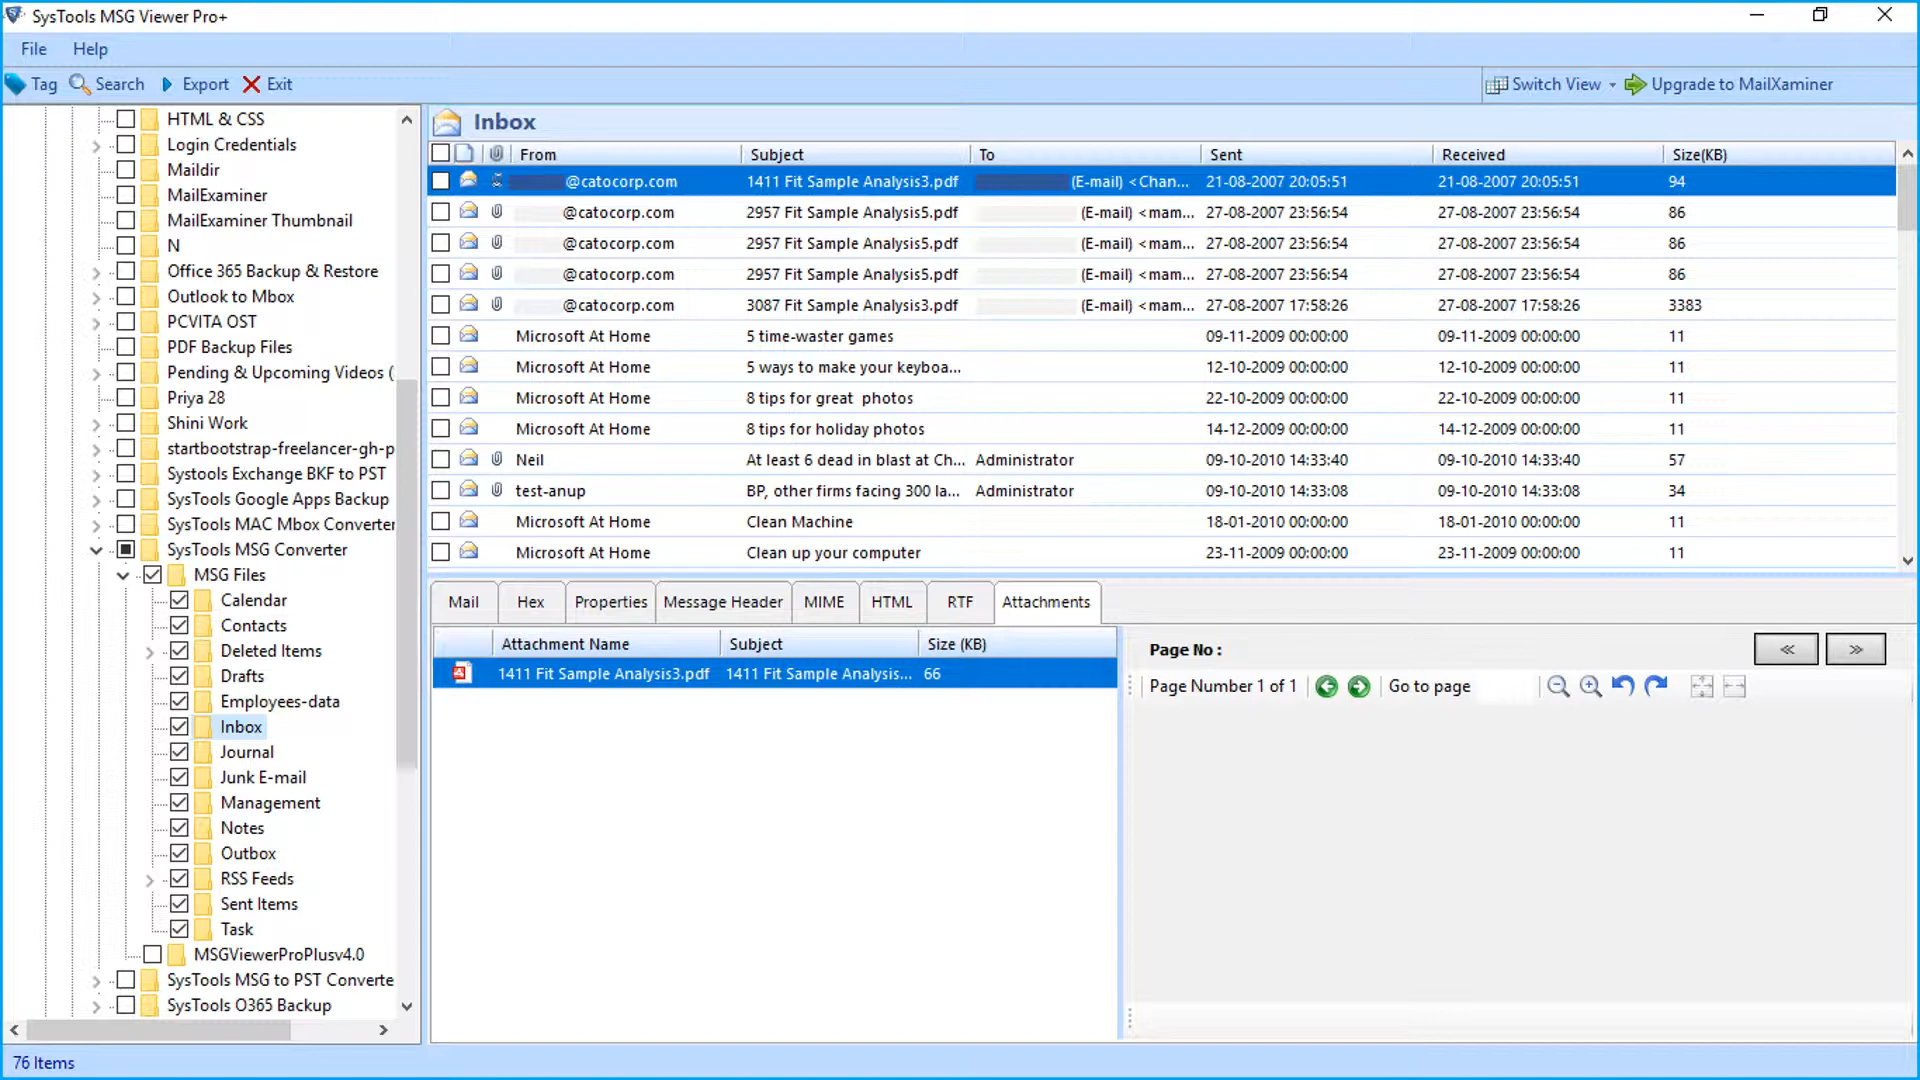 SysTools MSG Viewer Pro+
File Help
Tag Search Export Exit Switch View Upgrade to MailXaminer
HTML & CSS
Login Credentials
Maildir
MailExaminer
MailExaminer Thumbnail
N
Office 365 Backup & Restore
Outlook to Mbox
PCVITA OST
PDF Backup Files
Pending & Upcoming Videos (
Priya 28
Shini Work
startbootstrap-freelancer-gh-p
Systools Exchange BKF to PST
SysTools Google Apps Backup
SysTools MAC Mbox Converter
SysTools MSG Converter
MSG Files
Calendar
Contacts
Deleted Items
Drafts
Employees-data
Inbox
Journal
Junk E-mail
Management
Notes
Outbox
RSS Feeds
Sent Items
Task
MSGViewerProPlusv4.0
SysTools MSG to PST Converte
SysTools O365 Backup
Inbox
From Subject To Sent Received Size(KB)
@catocorp.com 1411 Fit Sample Analysis3.pdf (E-mail) <Chan... 21-08-2007 20:05:51 21-08-2007 20:05:51 94
@catocorp.com 2957 Fit Sample Analysis5.pdf (E-mail) <mam... 27-08-2007 23:56:54 27-08-2007 23:56:54 86
@catocorp.com 2957 Fit Sample Analysis5.pdf (E-mail) <mam... 27-08-2007 23:56:54 27-08-2007 23:56:54 86
@catocorp.com 2957 Fit Sample Analysis5.pdf (E-mail) <mam... 27-08-2007 23:56:54 27-08-2007 23:56:54 86
@catocorp.com 3087 Fit Sample Analysis3.pdf (E-mail) <mam... 27-08-2007 17:58:26 27-08-2007 17:58:26 3383
Microsoft At Home 5 time-waster games 09-11-2009 00:00:00 09-11-2009 00:00:00 11
Microsoft At Home 5 ways to make your keyboa... 12-10-2009 00:00:00 12-10-2009 00:00:00 11
Microsoft At Home 8 tips for great photos 22-10-2009 00:00:00 22-10-2009 00:00:00 11
Microsoft At Home 8 tips for holiday photos 14-12-2009 00:00:00 14-12-2009 00:00:00 11
Neil At least 6 dead in blast at Ch... Administrator 09-10-2010 14:33:40 09-10-2010 14:33:40 57
test-anup BP, other firms facing 300 la... Administrator 09-10-2010 14:33:08 09-10-2010 14:33:08 34
Microsoft At Home Clean Machine 18-01-2010 00:00:00 18-01-2010 00:00:00 11
Microsoft At Home Clean up your computer 23-11-2009 00:00:00 23-11-2009 00:00:00 11
Mail Hex Properties Message Header MIME HTML RTF Attachments
Attachment Name Subject Size (KB)
1411 Fit Sample Analysis3.pdf 1411 Fit Sample Analysis... 66
Page No :
Page Number 1 of 1 Go to page
76 Items